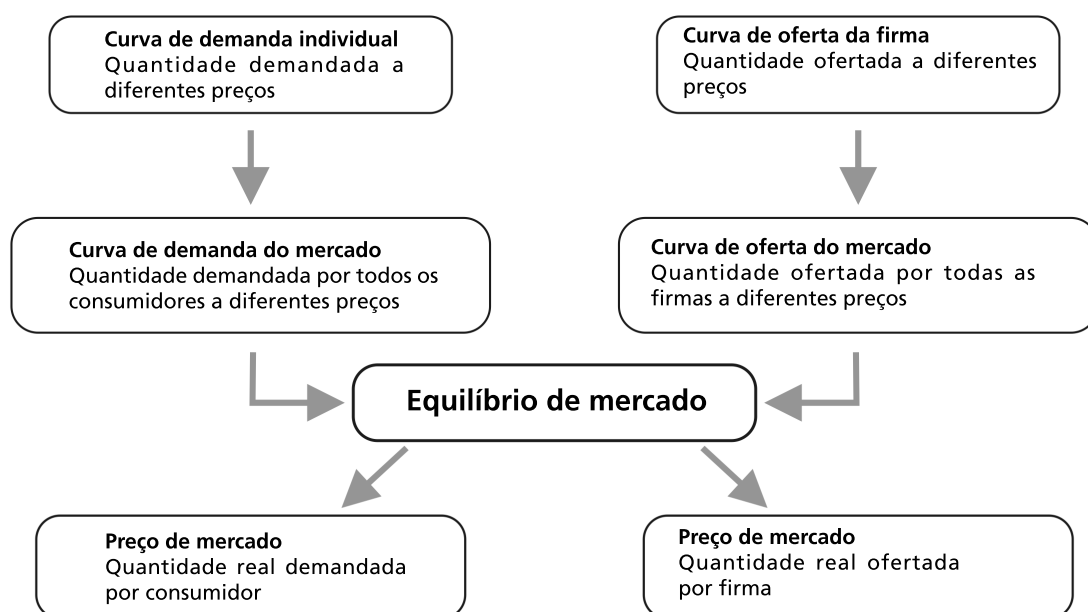 Curva de demanda individual
Quantidade demandada a
diferentes preços
Curva de oferta da firma
Quantidade ofertada a diferentes
preços
Curva de demanda do mercado
Quantidade demandada por todos os
consumidores a diferentes preços
Curva de oferta do mercado
Quantidade ofertada por todas as
firmas a diferentes preços
Equilíbrio de mercado
Preço de mercado
Quantidade real demandada
por consumidor
Preço de mercado
Quantidade real ofertada
por firma